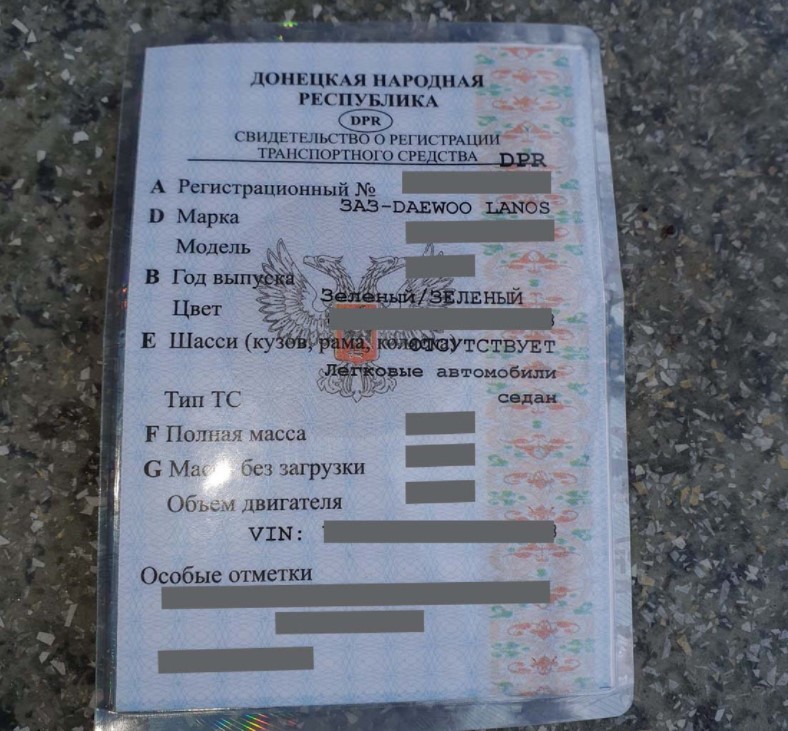 ДОНЕЦКАЯ НАРОДНАЯ
РЕСПУБЛИКА
DPR
СВИДЕТЕЛЬСТВО О РЕГИСТРАЦИИ
ТРАНСПОРТНОГО СРЕДСТВА DPR
A Регистрационный №
ЗАЗ-DAEWOO LANOS
D Марка
Модель
B Год выпуска
Зеленый/ЗЕЛЕНЫЙ
Цвет
E Шасси (кузов, рама, коляска) ОТСУТСТВУЕТ
Легковые автомобили
Тип ТС седан
F Полная масса
G без загрузки
Объем двигателя
VIN:
Особые отметки